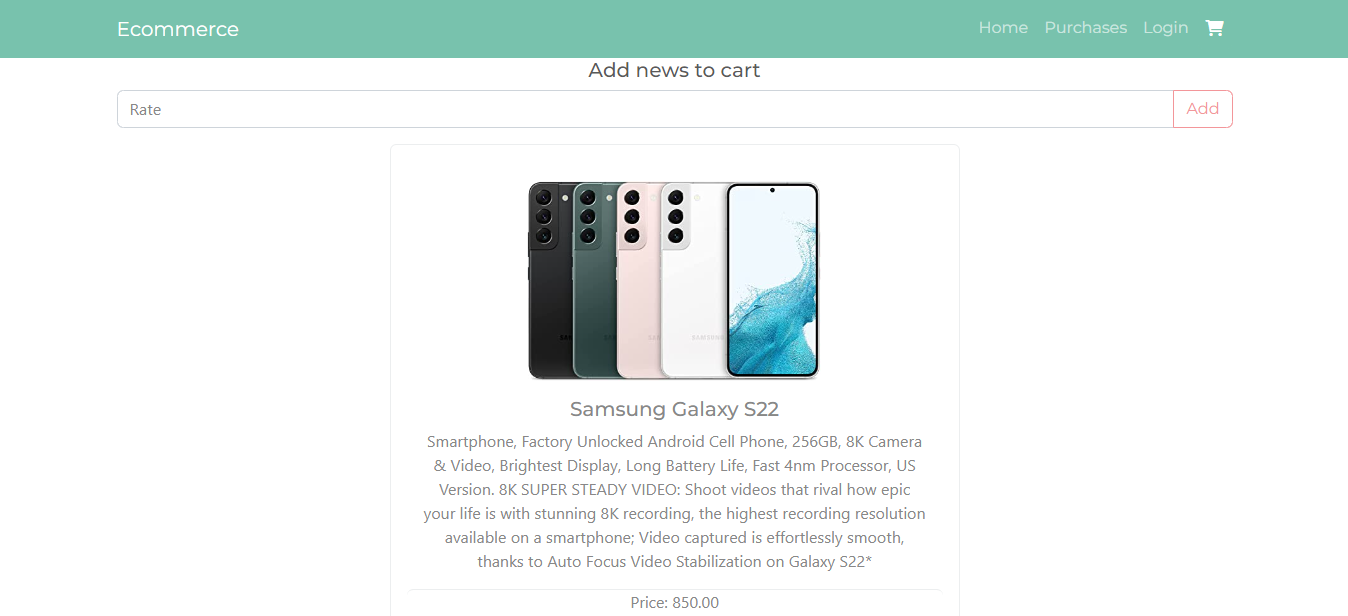 Ecommerce
Home Purchases Login
Add news to cart
Rate
Add
SAMSUNG
Samsung Galaxy S22
Smartphone, Factory Unlocked Android Cell Phone, 256GB, 8K Camera
& Video, Brightest Display, Long Battery Life, Fast 4nm Processor, US
Version. 8K SUPER STEADY VIDEO: Shoot videos that rival how epic
your life is with stunning 8K recording, the highest recording resolution
available on a smartphone; Video captured is effortlessly smooth,
thanks to Auto Focus Video Stabilization on Galaxy S22*
Price: 850.00